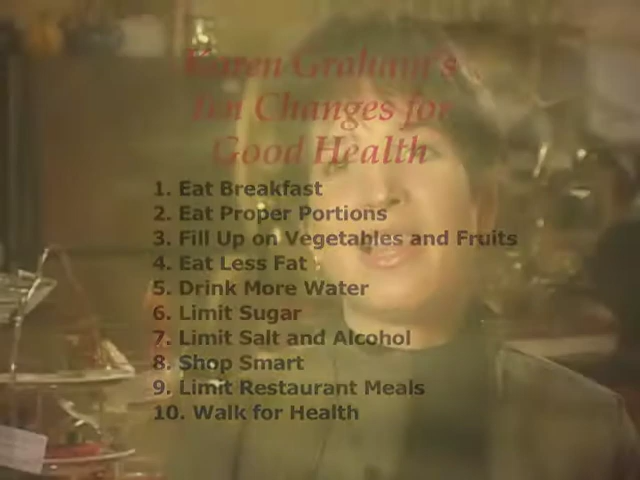 Karen Graham's
Ten Changes for
Good Health
1. Eat Breakfast
2. Eat Proper Portions
3. Fill Up on Vegetables and Fruits
4. Eat Less Fat
5. Drink More Water
6. Limit Sugar
7. Limit Salt and Alcohol
8. Shop Smart
9. Limit Restaurant Meals
10. Walk for Health